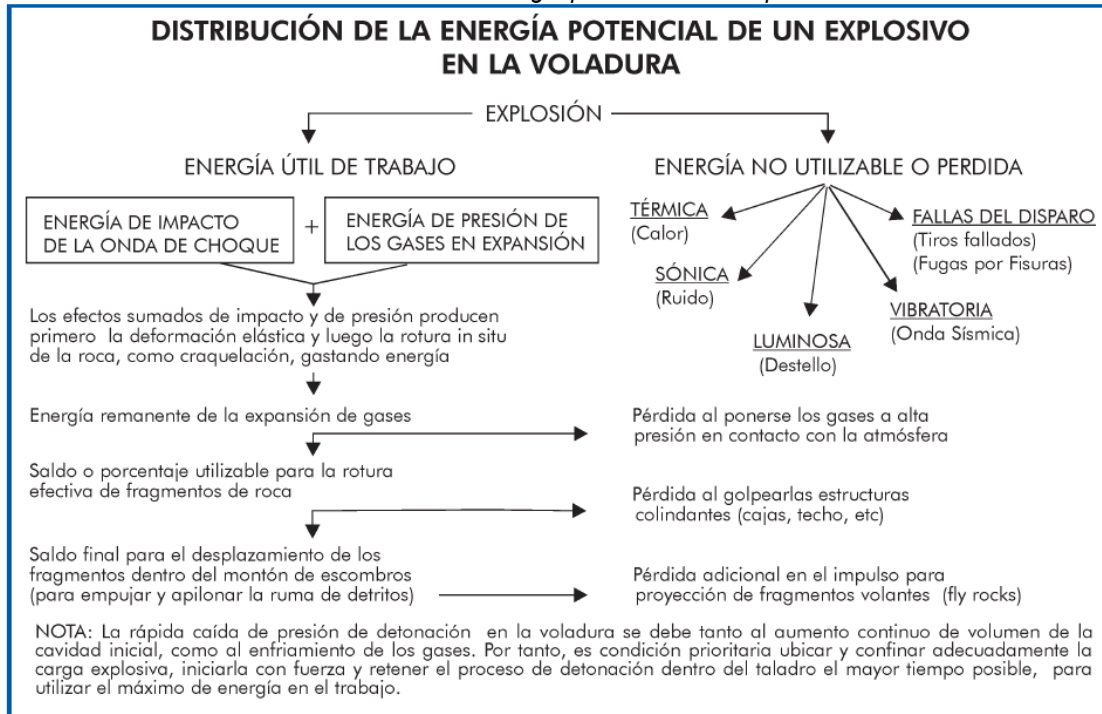 DISTRIBUCIÓN DE LA ENERGÍA POTENCIAL DE UN EXPLOSIVO
EN LA VOLADURA
EXPLOSIÓN
ENERGÍA ÚTIL DE TRABAJO
ENERGÍA DE IMPACTO
DE LA ONDA DE CHOQUE
+
ENERGÍA DE PRESIÓN DE
LOS GASES EN EXPANSIÓN
Los efectos sumados de impacto y de presión producen
primero la deformación elástica y luego la rotura in situ
de la roca, como craquelación, gastando energía
Energía remanente de la expansión de gases
Saldo o porcentaje utilizable para la rotura
efectiva de fragmentos de roca
Saldo final para el desplazamiento de los
fragmentos dentro del montón de escombros
(para empujar y apilonar la ruma de detritos)
ENERGÍA NO UTILIZABLE O PERDIDA
TÉRMICA
(Calor)
SÓNICA
(Ruido)
LUMINOSA
(Destello)
VIBRATORIA
(Onda Sísmica)
FALLAS DEL DISPARO
(Tiros fallados)
(Fugas por Fisuras)
Pérdida al ponerse los gases a alta
presión en contacto con la atmósfera
Pérdida al golpearlas estructuras
colindantes (cajas, techo, etc)
Pérdida adicional en el impulso para
proyección de fragmentos volantes (fly rocks)
NOTA: La rápida caída de presión de detonación en la voladura se debe tanto al aumento continuo de volumen de la
cavidad inicial, como al enfriamiento de los gases. Por tanto, es condición prioritaria ubicar y confinar adecuadamente la
carga explosiva, iniciarla con fuerza y retener el proceso de detonación dentro del taladro el mayor tiempo posible, para
utilizar el máximo de energía en el trabajo.